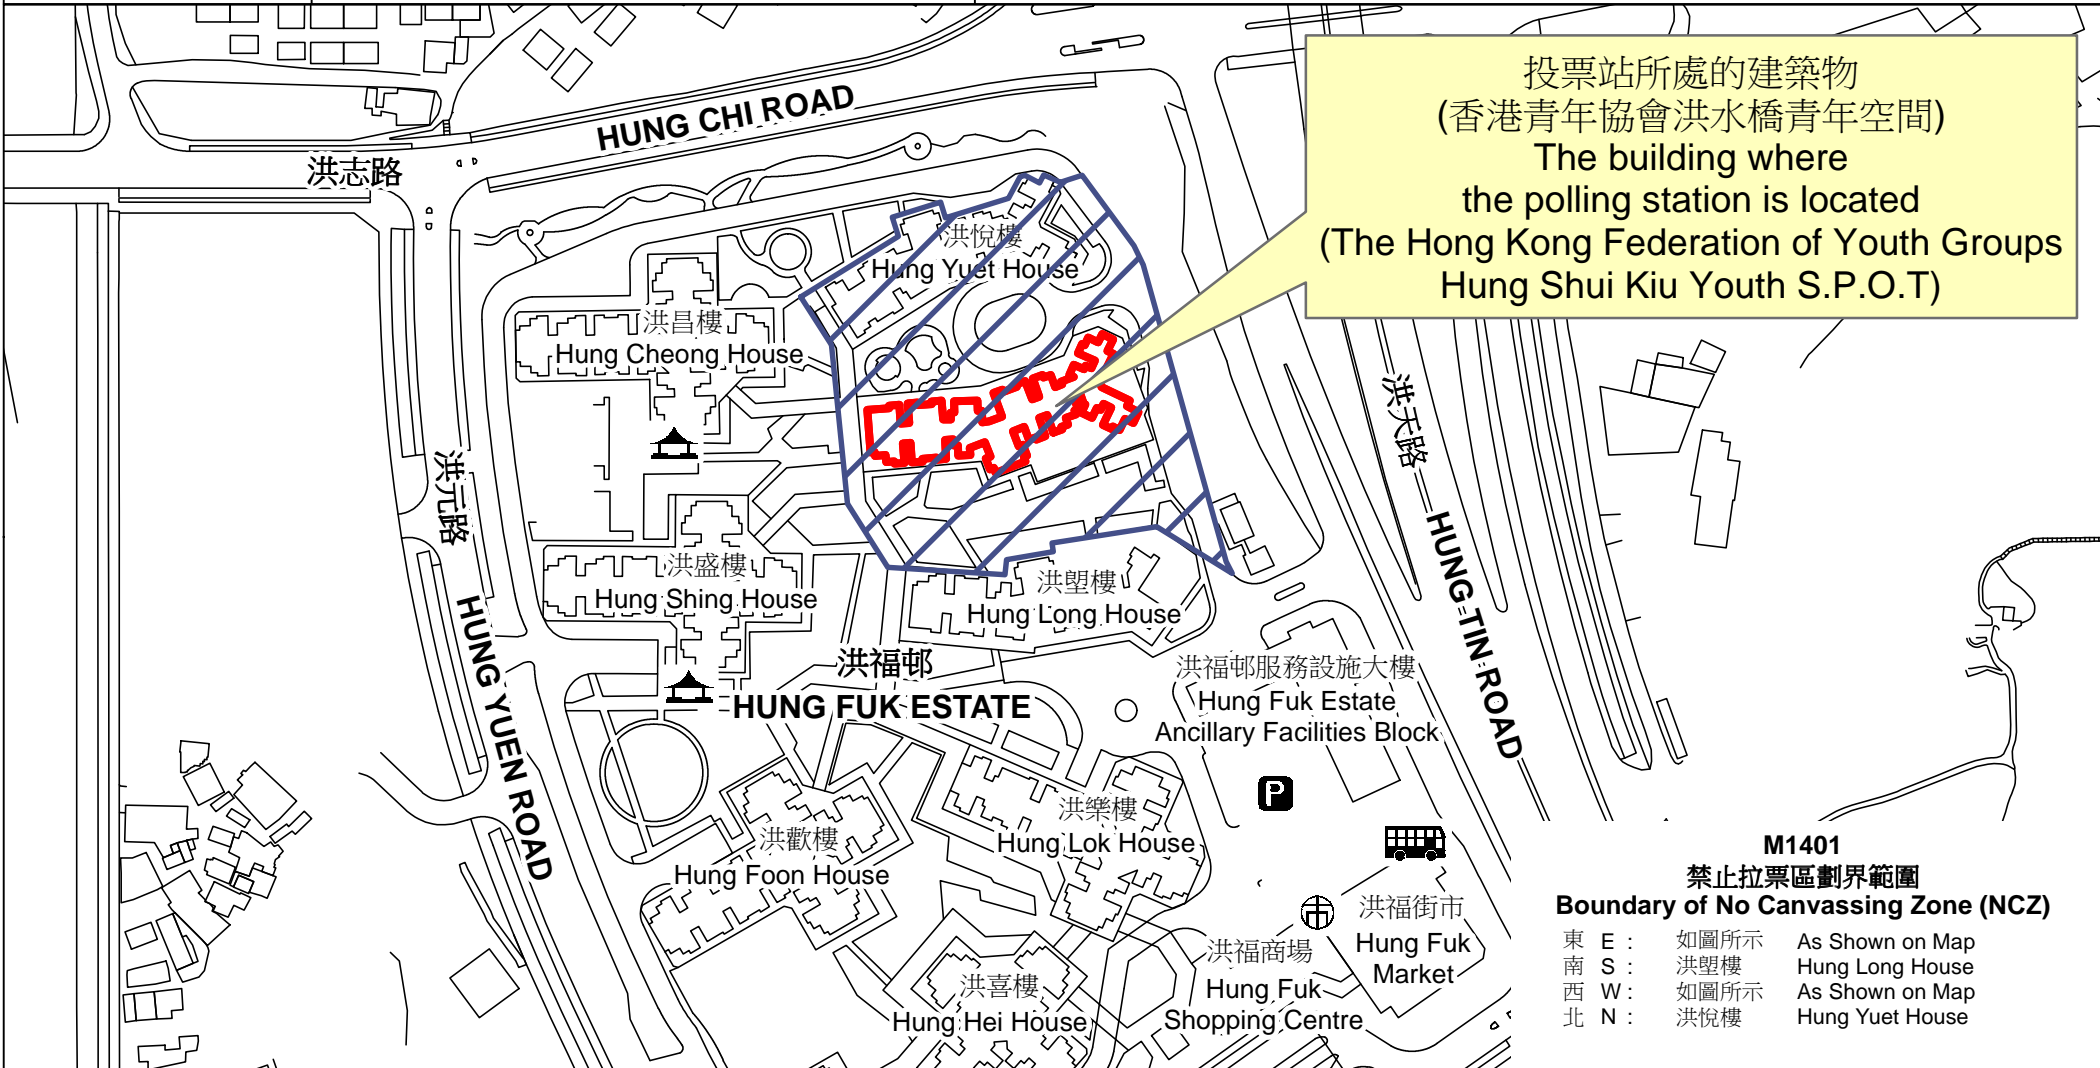 投票站所處的建築物
(香港青年協會洪水橋青年空間)
The building where
the polling station is located
(The Hong Kong Federation of Youth Groups
Hung Shui Kiu Youth S.P.O.T)
HUNG CHI ROAD
洪志路
洪悅樓
Hung Yuet House
洪昌樓
Hung Cheong House
洪天路
HUNG TIN ROAD
洪元路
HUNG YUEN ROAD
洪盛樓
Hung Shing House
洪塱樓
Hung Long House
洪福邨
HUNG FUK ESTATE
洪福邨服務設施大樓
Hung Fuk Estate
Ancillary Facilities Block
P
洪樂樓
Hung Lok House
洪歡樓
Hung Foon House
市
洪福街市
Hung Fuk
Market
洪福商場
Hung Fuk
Shopping Centre
洪喜樓
Hung Hei House
M1401
禁止拉票區劃界範圍
Boundary of No Canvassing Zone (NCZ)
東 E : 如圖所示 As Shown on Map
南 S : 洪塱樓 Hung Long House
西 W : 如圖所示 As Shown on Map
北 N : 洪悅樓 Hung Yuet House